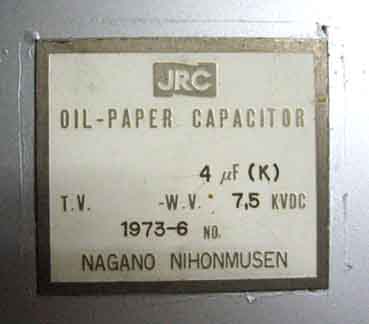 JRC
OIL-PAPER CAPACITOR
4 μF (K)
T.V. -W.V. 7,5 KVDC
1973-6 NO.
NAGANO NIHONMUSEN